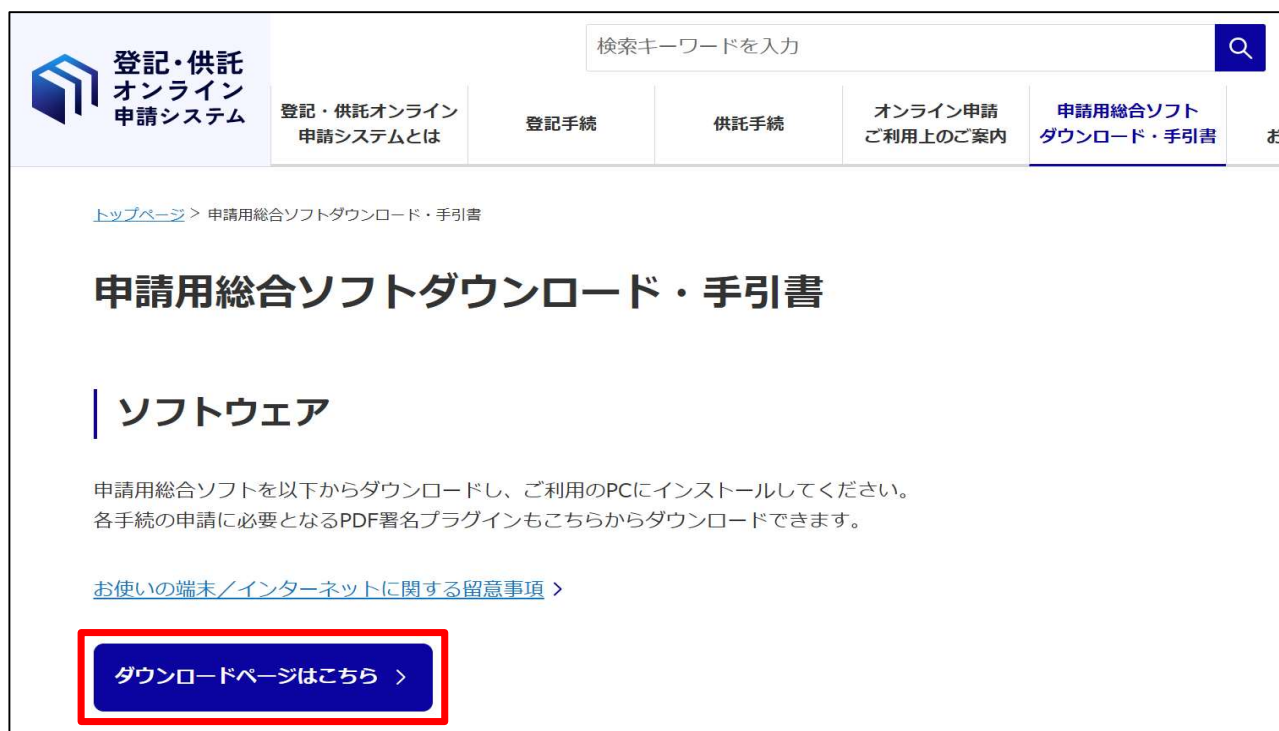 登記・供託
オンライン
申請システム
検索キーワードを入力
登記・供託オンライン
申請システムとは
登記手続
供託手続
オンライン申請
ご利用上のご案内
申請用総合ソフト
ダウンロード・手引書
お
トップページ > 申請用総合ソフトダウンロード・手引書
申請用総合ソフトダウンロード・手引書
ソフトウェア
申請用総合ソフトを以下からダウンロードし、ご利用のPCにインストールしてください。
各手続の申請に必要となるPDF署名プラグインもこちらからダウンロードできます。
お使いの端末／インターネットに関する留意事項 >
ダウンロードページはこちら >